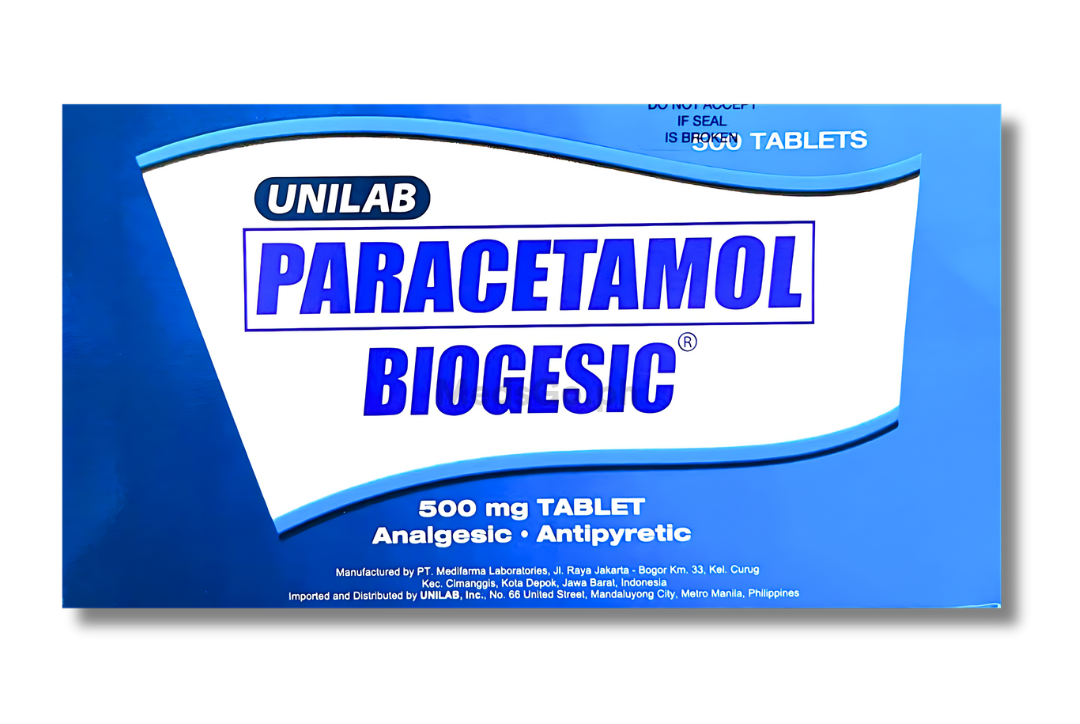 DO NOT ACCEPT
IF SEAL
IS BROKEN
500 TABLETS
UNILAB
PARACETAMOL
BIOGESIC®
500 mg TABLET
Analgesic • Antipyretic
Manufactured by PT. Medifarma Laboratories, Jl. Raya Jakarta - Bogor Km. 33, Kel. Curug
Kec. Cimanggis, Kota Depok, Jawa Barat, Indonesia
Imported and Distributed by UNILAB, Inc., No. 66 United Street, Mandaluyong City, Metro Manila, Philippines